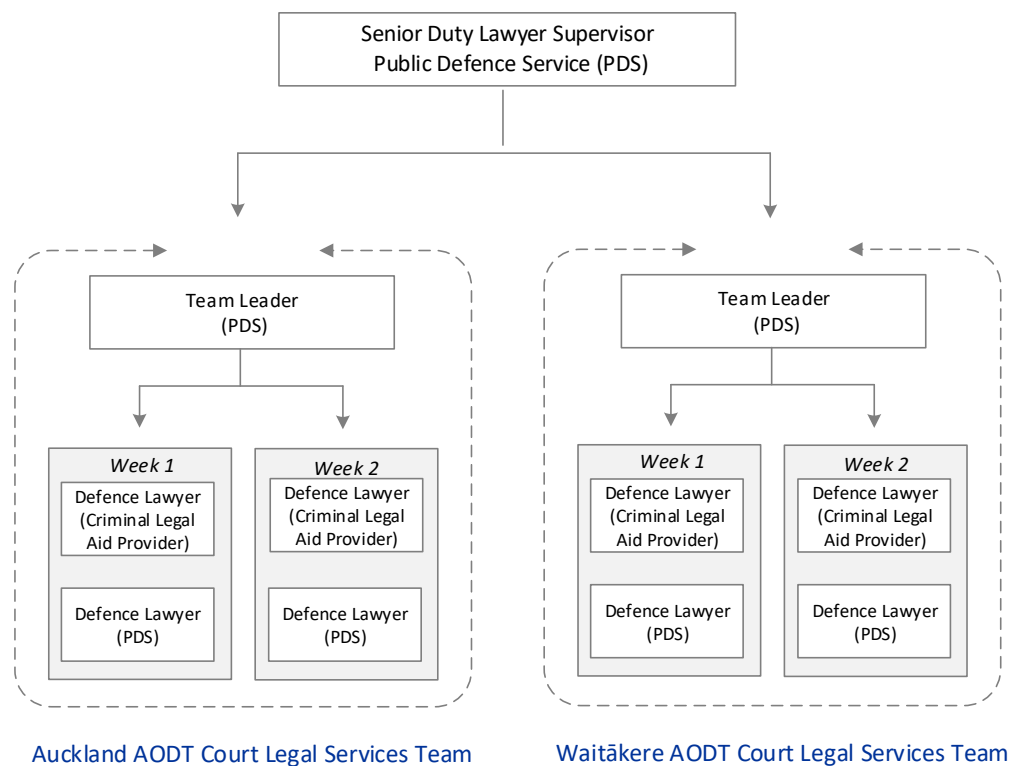 Senior Duty Lawyer Supervisor
Public Defence Service (PDS)
Team Leader
(PDS)
Week 1
Defence Lawyer
(Criminal Legal
Aid Provider)
Defence Lawyer
(PDS)
Week 2
Defence Lawyer
(Criminal Legal
Aid Provider)
Defence Lawyer
(PDS)
Auckland AODT Court Legal Services Team
Team Leader
(PDS)
Week 1
Defence Lawyer
(Criminal Legal
Aid Provider)
Defence Lawyer
(PDS)
Week 2
Defence Lawyer
(Criminal Legal
Aid Provider)
Defence Lawyer
(PDS)
Waitākere AODT Court Legal Services Team